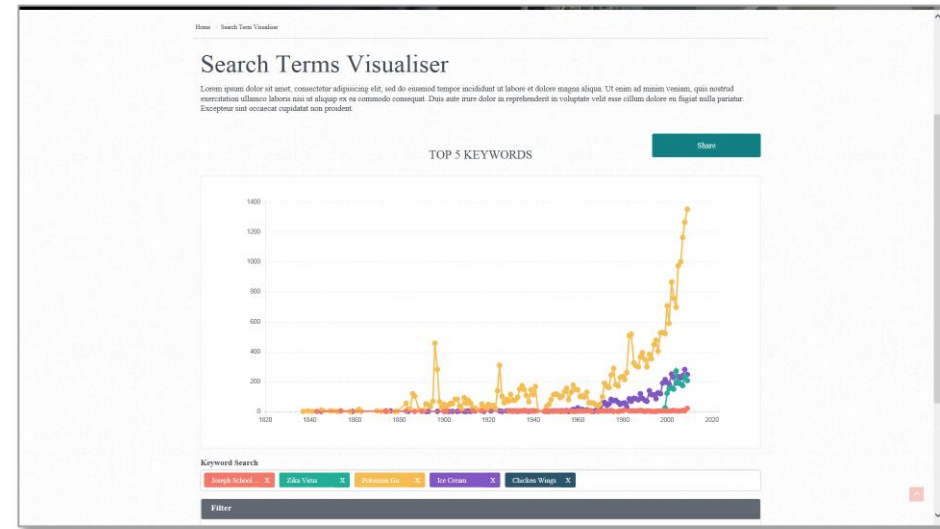 Home > Search Term Visualiser
Search Terms Visualiser
Lorem ipsum dolor sit amet, consectetur adipisicing elit, sed do eiusmod tempor incididunt ut labore et dolore magna aliqua. Ut enim ad minim veniam, quis nostrud
exercitation ullamco laboris nisi ut aliquip ex ea commodo consequat. Duis aute irure dolor in reprehenderit in voluptate velit esse cillum dolore eu fugiat nulla pariatur.
Excepteur sint occaecat cupidatat non proident.
Share
TOP 5 KEYWORDS
1400
1200
1000
800
600
400
200
0
1820 1840 1860 1880 1900 1920 1940 1960 1980 2000 2020
Keyword Search
Joseph School... X Zika Virus X Pokemon Go X Ice Cream X Chicken Wings X
Filter